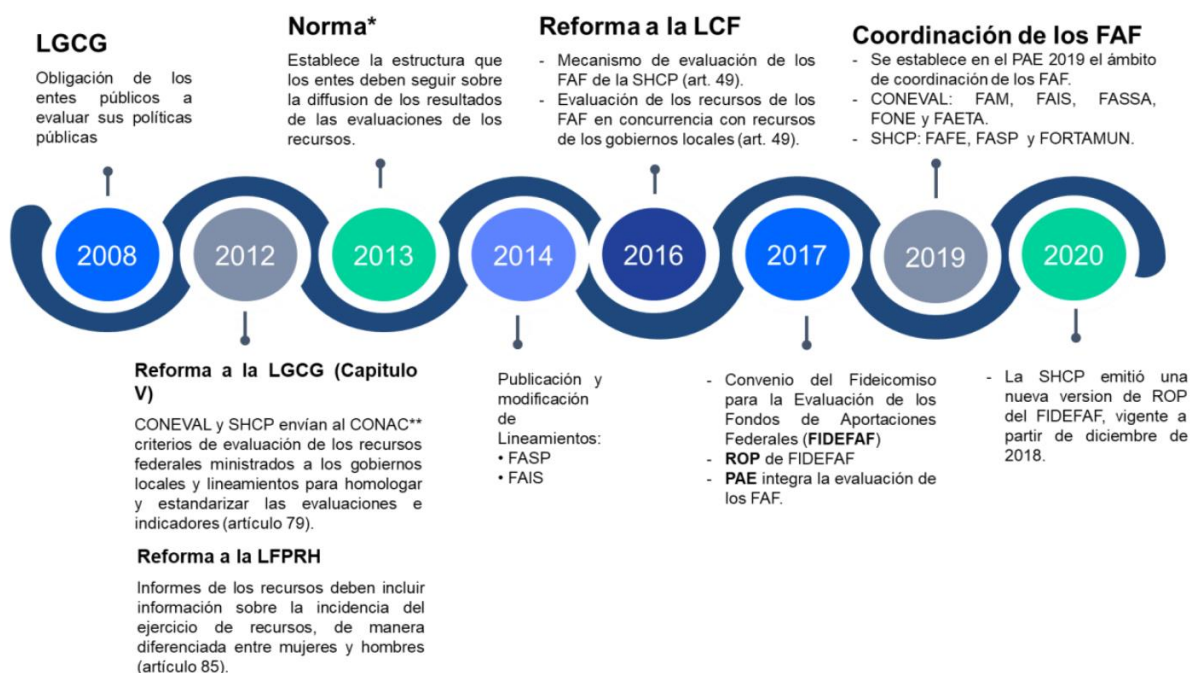 LGCG
Obligación de los
entes públicos a
evaluar sus políticas
públicas
Norma*
Establece la estructura que
los entes deben seguir sobre
la diffusion de los resultados
de las evaluaciones de los
recursos.
Reforma a la LCF
- Mecanismo de evaluación de los
FAF de la SHCP (art. 49).
- Evaluación de los recursos de los
FAF en concurrencia con recursos
de los gobiernos locales (art. 49).
Coordinación de los FAF
- Se establece en el PAE 2019 el ámbito
de coordinación de los FAF.
- CONEVAL: FAM, FAIS, FASSA,
FONE y FAETA.
- SHCP: FAFE, FASP y FORTAMUN.
2008
2012
2013
2014
2016
2017
2019
2020
Reforma a la LGCG (Capitulo
V)
CONEVAL y SHCP envían al CONAC**
criterios de evaluación de los recursos
federales ministrados a los gobiernos
locales y lineamientos para homologar
y estandarizar las evaluaciones e
indicadores (artículo 79).
Reforma a la LFPRH
Informes de los recursos deben incluir
información sobre la incidencia del
ejercicio de recursos, de manera
diferenciada entre mujeres y hombres
(artículo 85).
Publicación y
modificación
de
Lineamientos:
• FASP
• FAIS
- Convenio del Fideicomiso
para la Evaluación de los
Fondos de Aportaciones
Federales (FIDEFAF)
- ROP de FIDEFAF
- PAE integra la evaluación de
los FAF.
- La SHCP emitió una
nueva version de ROP
del FIDEFAF, vigente a
partir de diciembre de
2018.